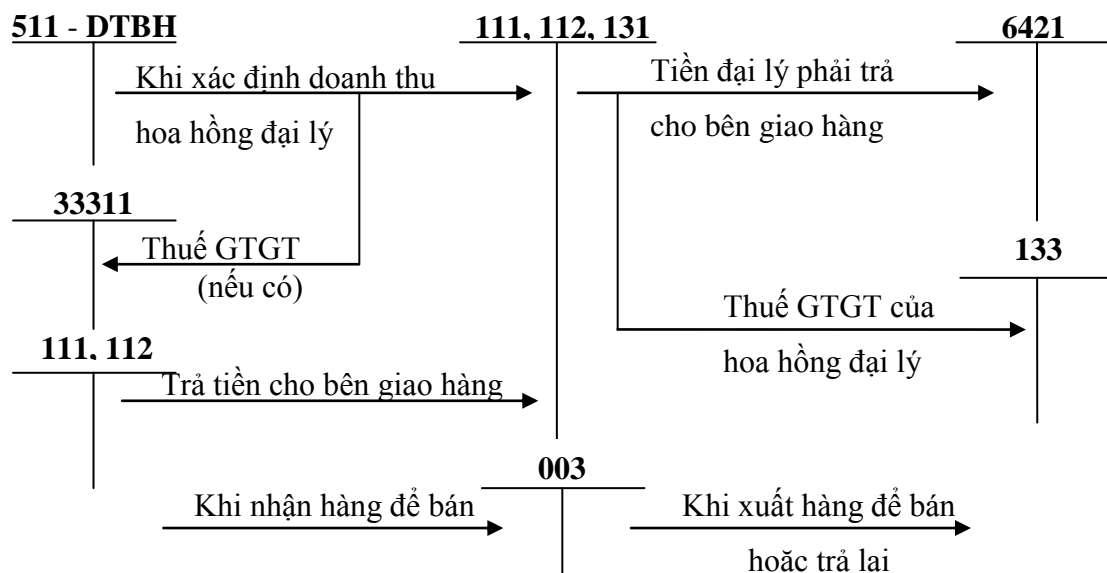 511 - DTBH
111, 112, 131
6421
Khi xác định doanh thu
hoa hồng đại lý
Tiền đại lý phải trả
cho bên giao hàng
33311
Thuế GTGT
(nếu có)
133
Thuế GTGT của
hoa hồng đại lý
111, 112
Trả tiền cho bên giao hàng
003
Khi nhận hàng để bán
Khi xuất hàng để bán
hoăc trả lai